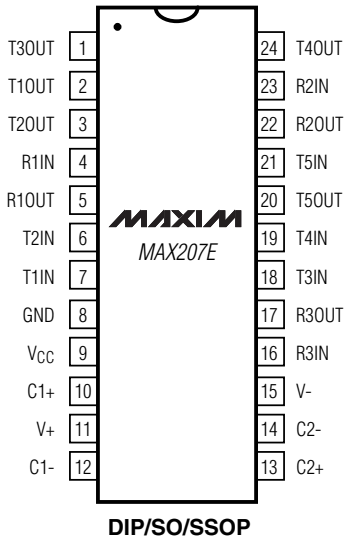 T3OUT 1 24 T4OUT
T1OUT 2 23 R2IN
T2OUT 3 22 R2OUT
R1IN 4 21 T5IN
R1OUT 5 20 T5OUT
MAXIM
T2IN 6 19 T4IN
MAX207E
T1IN 7 18 T3IN
GND 8 17 R3OUT
VCC 9 16 R3IN
C1+ 10 15 V-
V+ 11 14 C2-
C1- 12 13 C2+
DIP/SO/SSOP